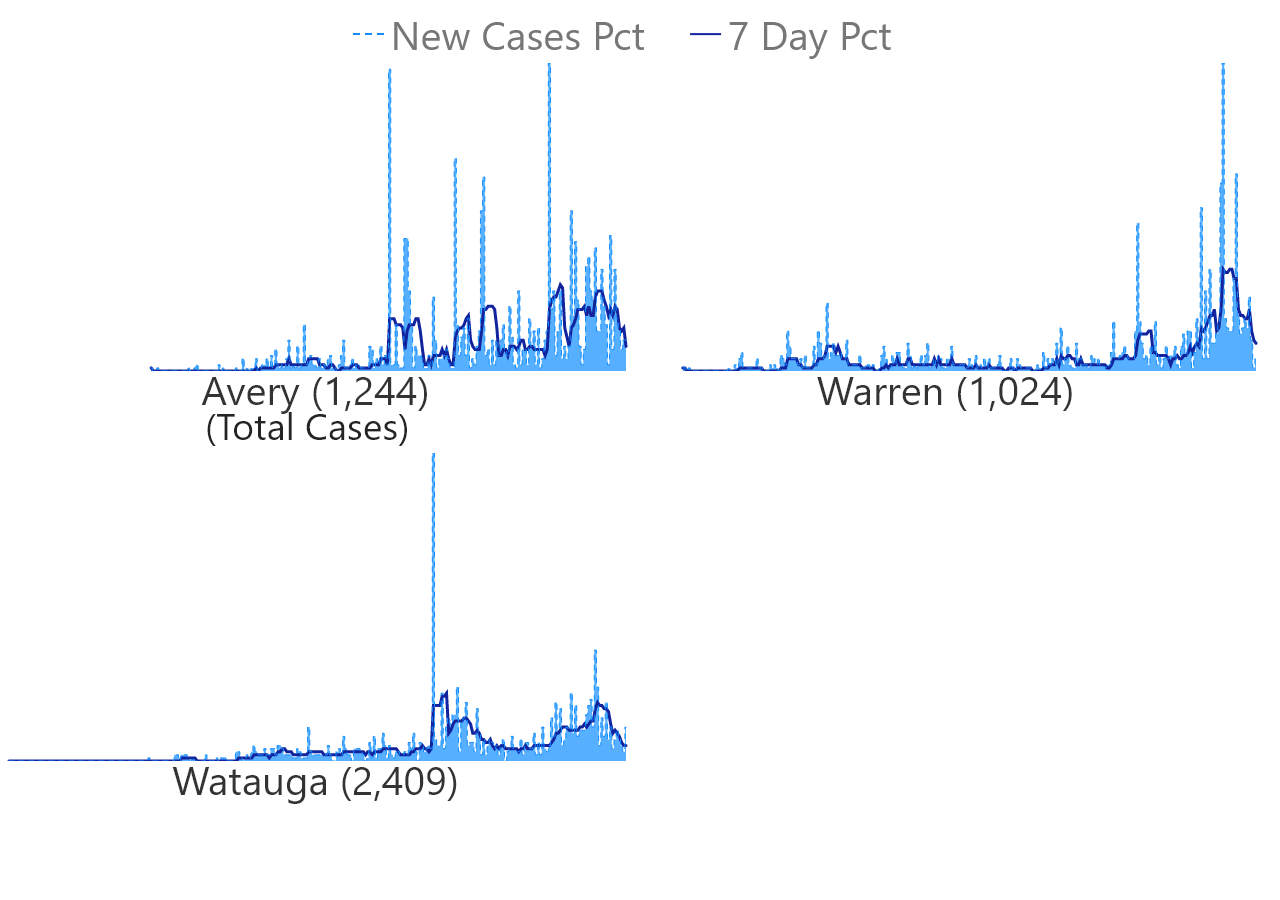 New Cases Pct 7 Day Pct
Avery (1,244)
(Total Cases)
Warren (1,024)
Watauga (2,409)